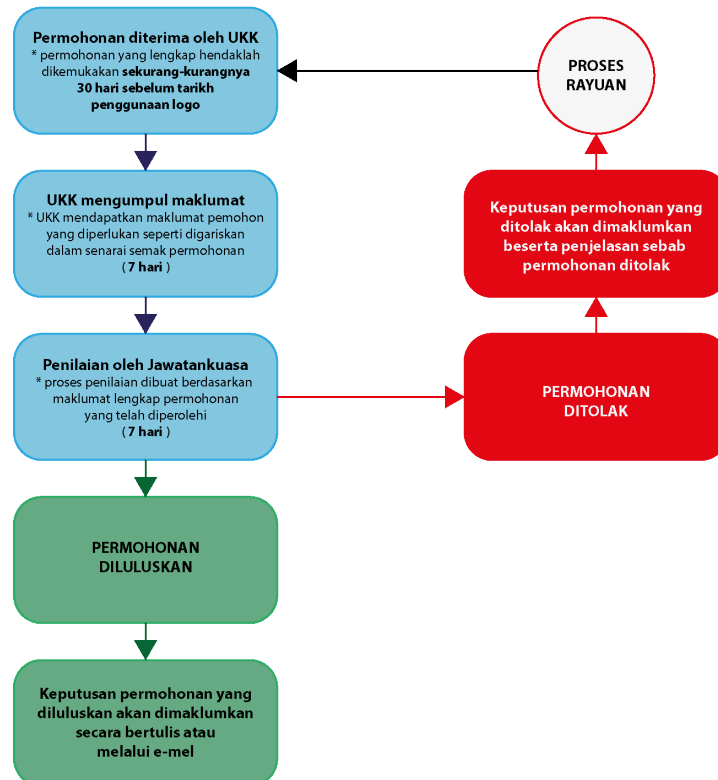 Permohonan diterima oleh UKK
* permohonan yang lengkap hendaklah
dikemukakan sekurang-kurangnya
30 hari sebelum tarikh
penggunaan logo
UKK mengumpul maklumat
* UKK mendapatkan maklumat pemohon
yang diperlukan seperti digariskan
dalam senarai semak permohonan
( 7 hari )
Penilaian oleh Jawatankuasa
* proses penilaian dibuat berdasarkan
maklumat lengkap permohonan
yang telah diperolehi
( 7 hari )
PERMOHONAN
DILULUSKAN
Keputusan permohonan yang
diluluskan akan dimaklumkan
secara bertulis atau
melalui e-mel
PERMOHONAN
DITOLAK
Keputusan permohonan yang
ditolak akan dimaklumkan
beserta penjelasan sebab
permohonan ditolak
PROSES
RAYUAN